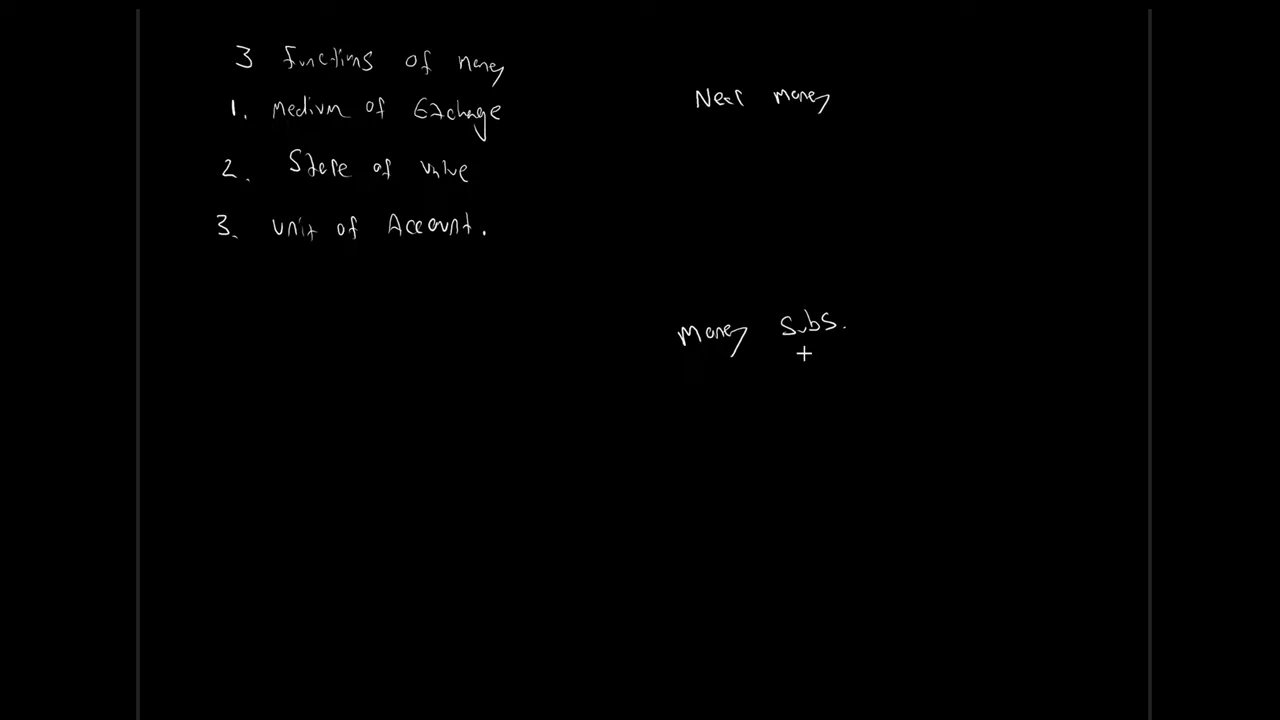 3 functions of money
1. Medium of Exchange
2. Store of value
3. Unit of Account.
Near money
Money Subs.